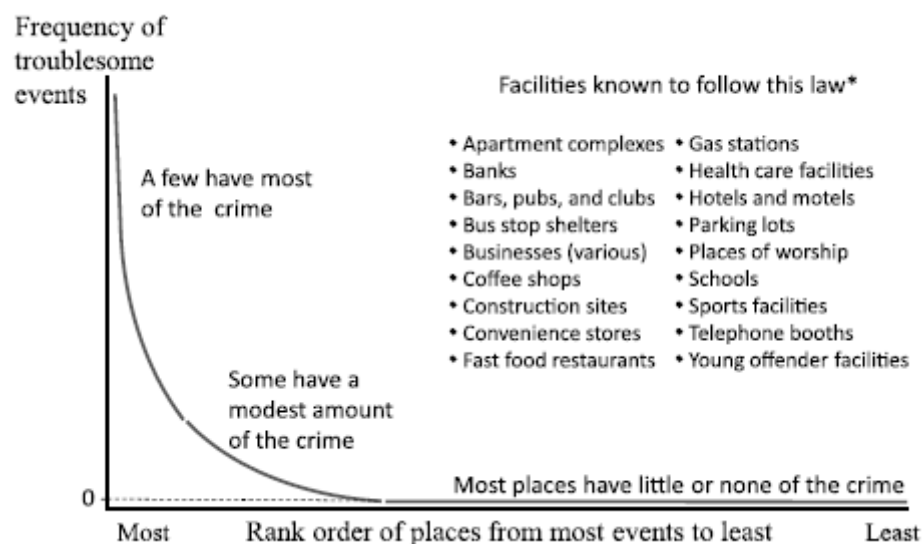 Frequency of
troublesome
events
Facilities known to follow this law*
• Apartment complexes
• Banks
• Bars, pubs, and clubs
• Bus stop shelters
• Businesses (various)
• Coffee shops
• Construction sites
• Convenience stores
• Fast food restaurants
• Gas stations
• Health care facilities
• Hotels and motels
• Parking lots
• Places of worship
• Schools
• Sports facilities
• Telephone booths
• Young offender facilities
A few have most
of the crime
Some have a
modest amount
of the crime
Most places have little or none of the crime
0
Most
Rank order of places from most events to least
Least